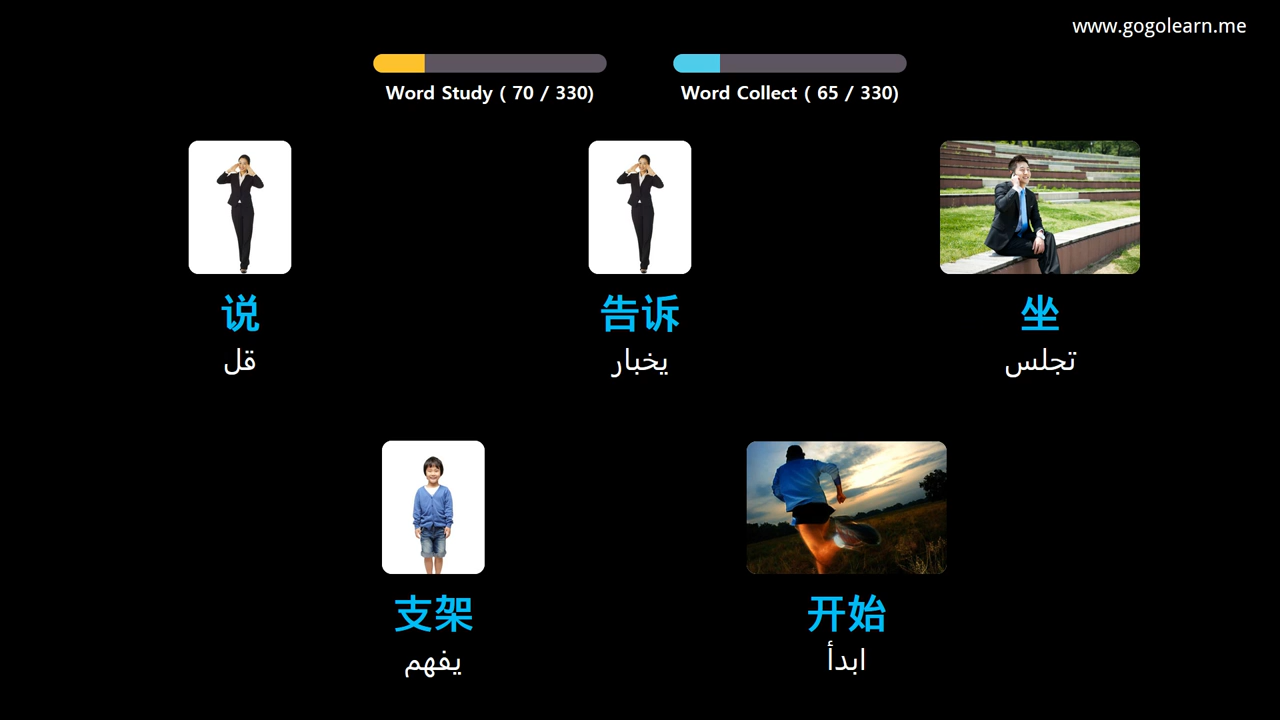 www.gogolearn.me
Word Study ( 70 / 330)
Word Collect ( 65 / 330)
说
قل
告诉
يخبار
坐
تجلس
支架
يفهم
开始
ابدأ